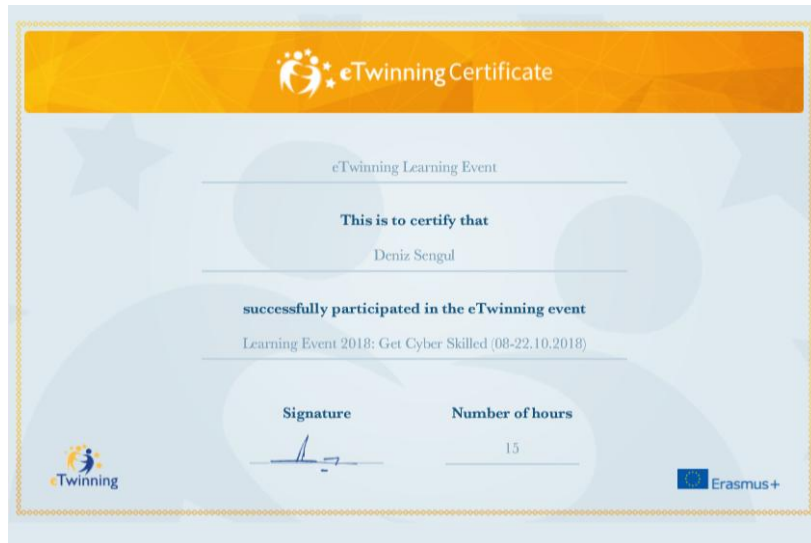 eTwinning Certificate
eTwinning Learning Event
This is to certify that
Deniz Sengul
successfully participated in the eTwinning event
Learning Event 2018: Get Cyber Skilled (08-22.10.2018)
Signature
Number of hours
15
eTwinning
Erasmus+